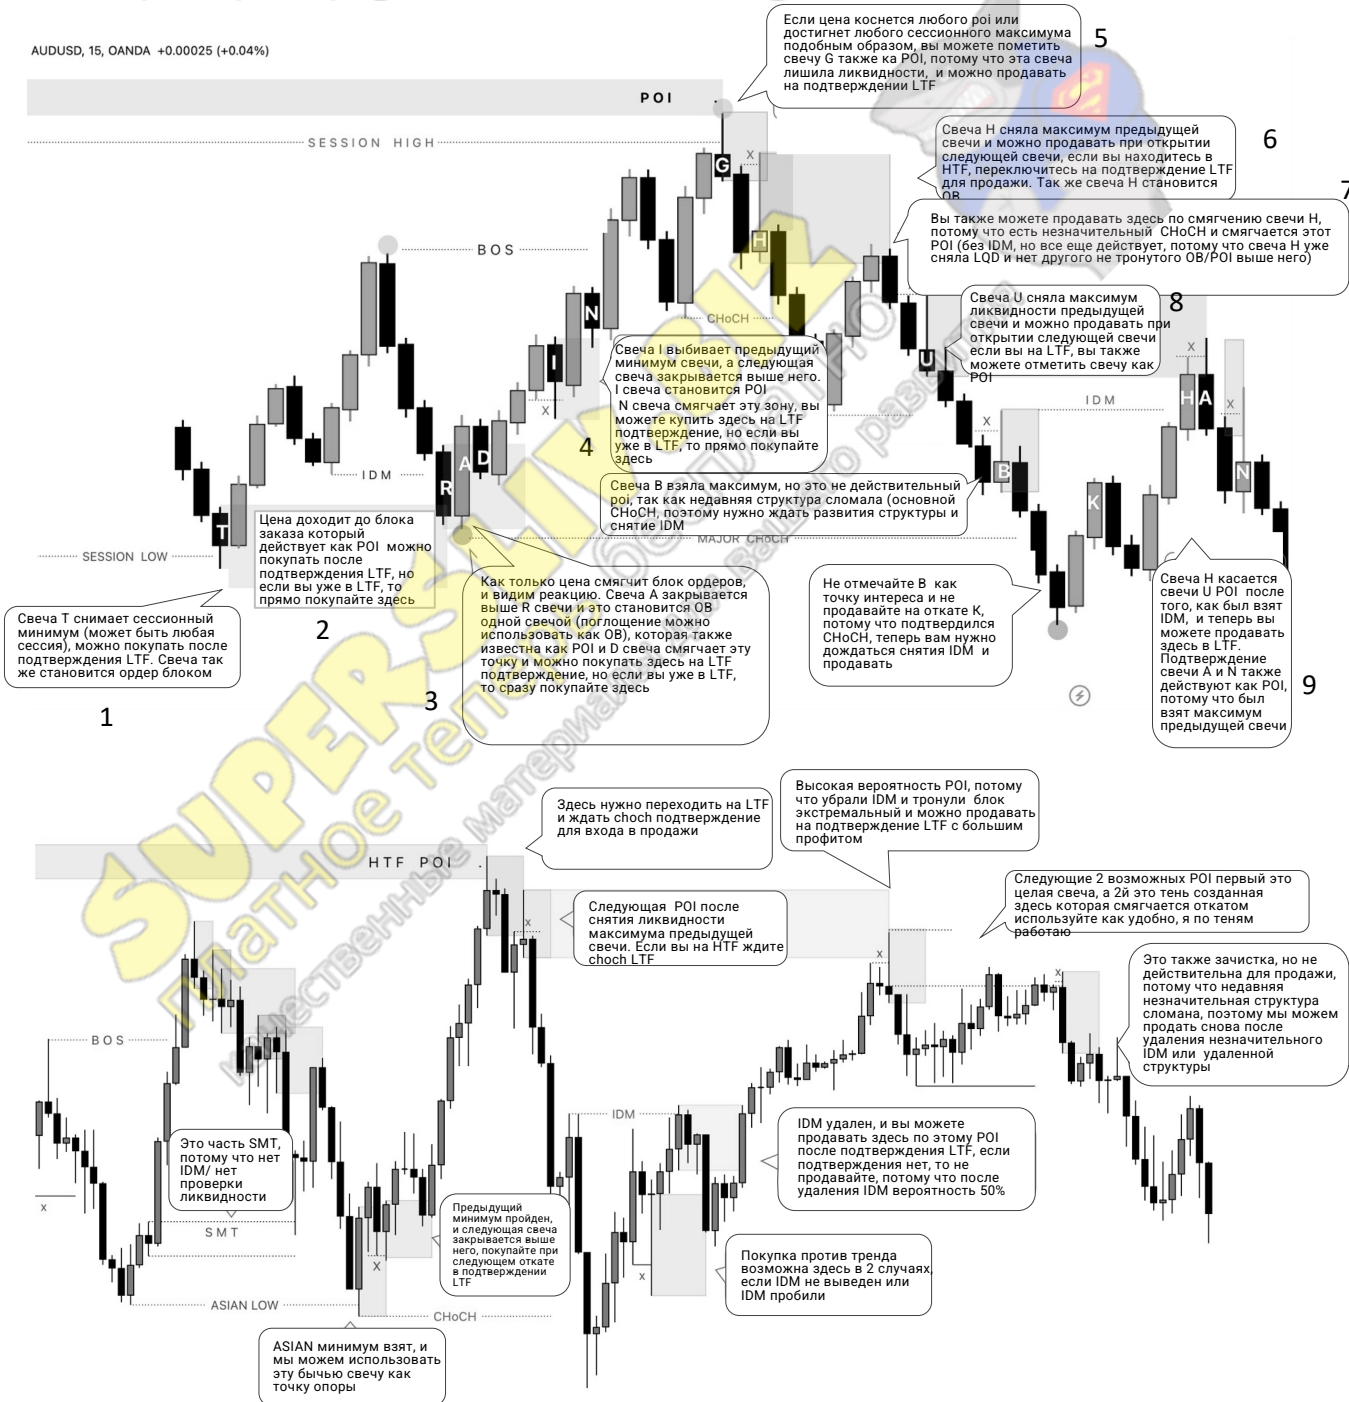 AUDUSD, 15, OANDA +0.00025 (+0.04%)
Если цена коснется любого poi или
достигнет любого сессионного максимума
подобным образом, вы можете пометить
свечу G также ка POI, потому что эта свеча
лишила ликвидности, и можно продавать
на подтверждении LTF
5
POI
SESSION HIGH
G
x
H
Свеча H сняла максимум предыдущей
свечи и можно продавать при открытии
следующей свечи, если вы находитесь в
HTF, переключитесь на подтверждение LTF
для продажи. Так же свеча H становится
OB
6
7
Вы также можете продавать здесь по смягчению свечи H,
потому что есть незначительный CHoCH и смягчается этот
POI (без IDM, но все еще действует, потому что свеча H уже
сняла LQD и нет другого не тронутого OB/POI выше него)
BOS
N
I
x
CHoCH
U
Свеча U сняла максимум
ликвидности предыдущей
свечи и можно продавать при
открытии следующей свечи
если вы на LTF, вы также
можете отметить свечу как
POI
8
Свеча I выбивает предыдущий
минимум свечи, а следующая
свеча закрывается выше него.
I свеча становится POI
N свеча смягчает эту зону, вы
можете купить здесь на LTF
подтверждение, но если вы
уже в LTF, то прямо покупайте
здесь
4
IDM
x
H A
x
x
B
N
K
IDM
R
A
D
T
Свеча B взяла максимум, но это не действительный
poi, так как недавняя структура сломала (основной
CHoCH, поэтому нужно ждать развития структуры и
снятие IDM
MAJOR CHoCH
SESSION LOW
Цена доходит до блока
заказа который
действует как POI можно
покупать после
подтверждения LTF, но
если вы уже в LTF, то
прямо покупайте здесь
2
Свеча T снимает сессионный
минимум (может быть любая
сессия), можно покупать после
подтверждения LTF. Свеча так
же становится ордер блоком
1
Как только цена смягчит блок ордеров,
и видим реакцию. Свеча A закрывается
выше R свечи и это становится OB
одной свечой (поглощение можно
использовать как OB), которая также
известна как POI и D свеча смягчает эту
точку и можно покупать здесь на LTF
подтверждение, но если вы уже в LTF,
то сразу покупайте здесь
3
Не отмечайте B как
точку интереса и не
продавайте на откате K,
потому что подтвердился
CHoCH, теперь вам нужно
дождаться снятия IDM и
продавать
Свеча H касается
свечи U POI после
того, как был взят
IDM, и теперь вы
можете продавать
здесь в LTF.
Подтверждение
свечи A и N также
действуют как POI,
потому что был
взят максимум
предыдущей свечи
9
SUPERSLIV.BIZ
платное теперь бесплатно
качественные материалы для вашего развития
Здесь нужно переходить на LTF
и ждать choch подтверждение
для входа в продажи
Высокая вероятность POI, потому
что убрали IDM и тронули блок
экстремальный и можно продавать
на подтверждение LTF с большим
профитом
HTF POI
Следующая POI после
снятия ликвидности
максимума предыдущей
свечи. Если вы на HTF ждите
choch LTF
x
x
x
Следующие 2 возможных POI первый это
целая свеча, а 2й это тень созданная
здесь которая смягчается откатом
используйте как удобно, я по теням
работаю
Это также зачистка, но не
действительна для продажи,
потому что недавняя
незначительная структура
сломана, поэтому мы можем
продать снова после
удаления незначительного
IDM или удаленной
структуры
BOS
x
Это часть SMT,
потому что нет
IDM/ нет
проверки
ликвидности
SMT
IDM
IDM удален, и вы можете
продавать здесь по этому POI
после подтверждения LTF, если
подтверждения нет, то не
продавайте, потому что после
удаления IDM вероятность 50%
Предыдущий
минимум пройден,
и следующая свеча
закрывается выше
него, покупайте при
следующем откате
в подтверждении
LTF
X
x
Покупка против тренда
возможна здесь в 2 случаях,
если IDM не выведен или
IDM пробили
ASIAN LOW
CHoCH
ASIAN минимум взят, и
мы можем использовать
эту бычью свечу как
точку опоры